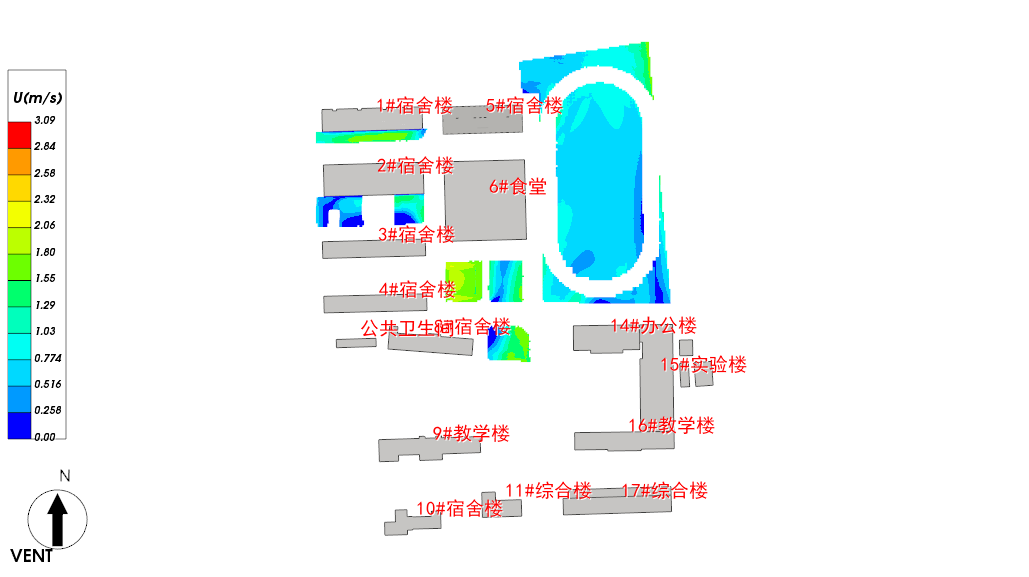 U(m/s)
3.09
2.84
2.58
2.32
2.06
1.80
1.55
1.29
1.03
0.774
0.516
0.258
0.00
N
VENT
1#宿舍楼
5#宿舍楼
2#宿舍楼
6#食堂
3#宿舍楼
4#宿舍楼
公共卫生间
8#宿舍楼
14#办公楼
15#实验楼
16#教学楼
9#教学楼
11#综合楼
17#综合楼
10#宿舍楼